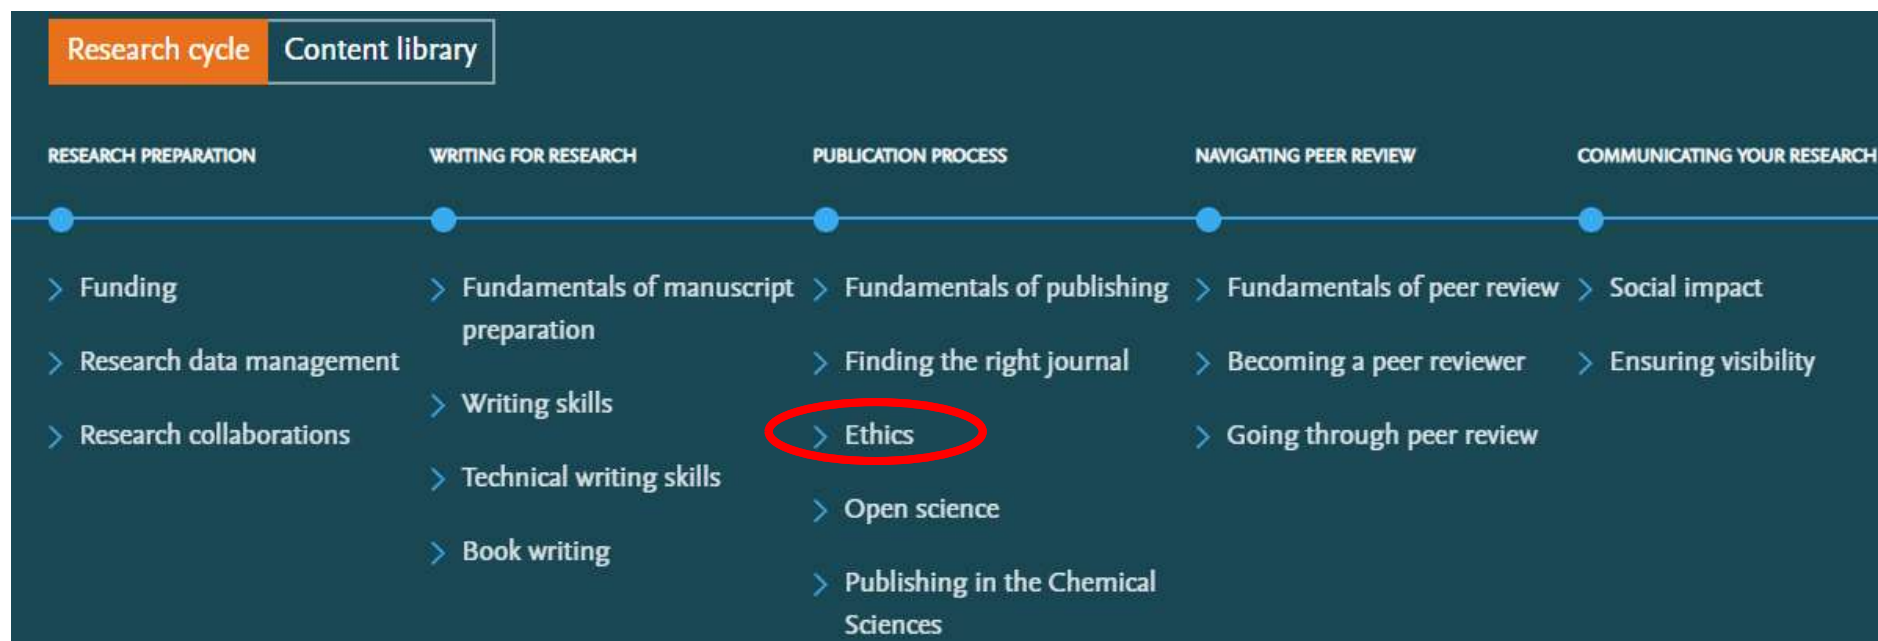 Research cycle
Content library
RESEARCH PREPARATION
Funding
Research data management
Research collaborations
WRITING FOR RESEARCH
Fundamentals of manuscript
preparation
Writing skills
Technical writing skills
Book writing
PUBLICATION PROCESS
Fundamentals of publishing
Finding the right journal
Ethics
Open science
Publishing in the Chemical
Sciences
NAVIGATING PEER REVIEW
Fundamentals of peer review
Becoming a peer reviewer
Going through peer review
COMMUNICATING YOUR RESEARCH
Social impact
Ensuring visibility